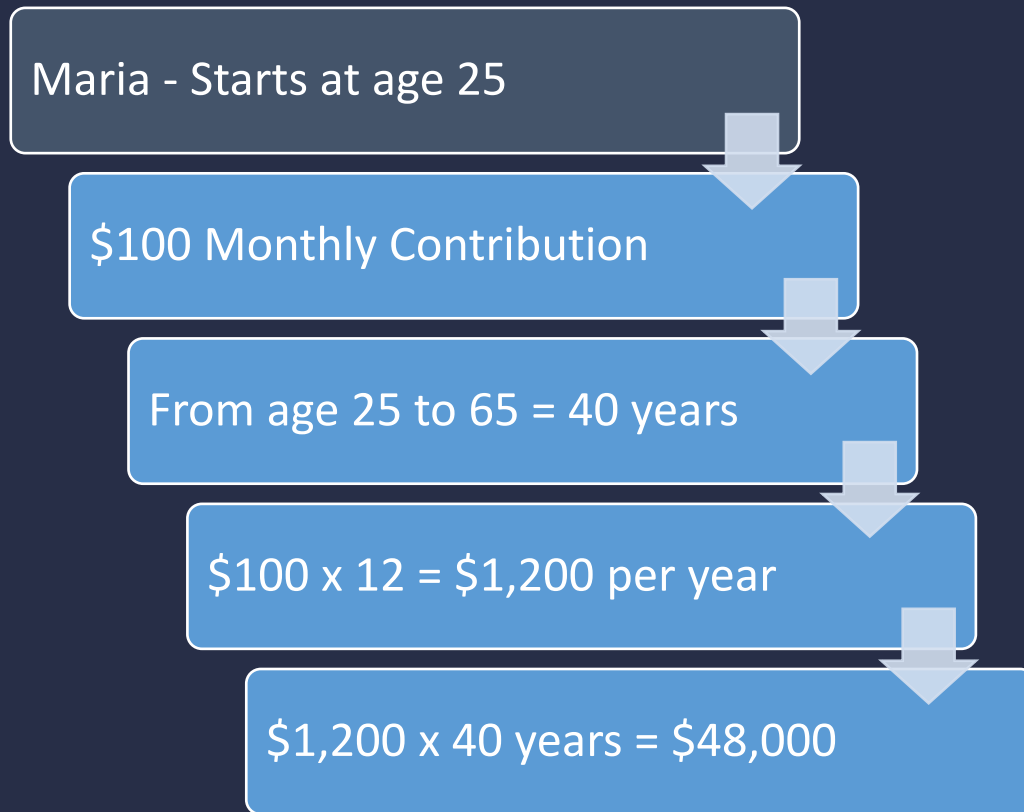 Maria - Starts at age 25
$100 Monthly Contribution
From age 25 to 65 = 40 years
$100 x 12 = $1,200 per year
$1,200 x 40 years = $48,000